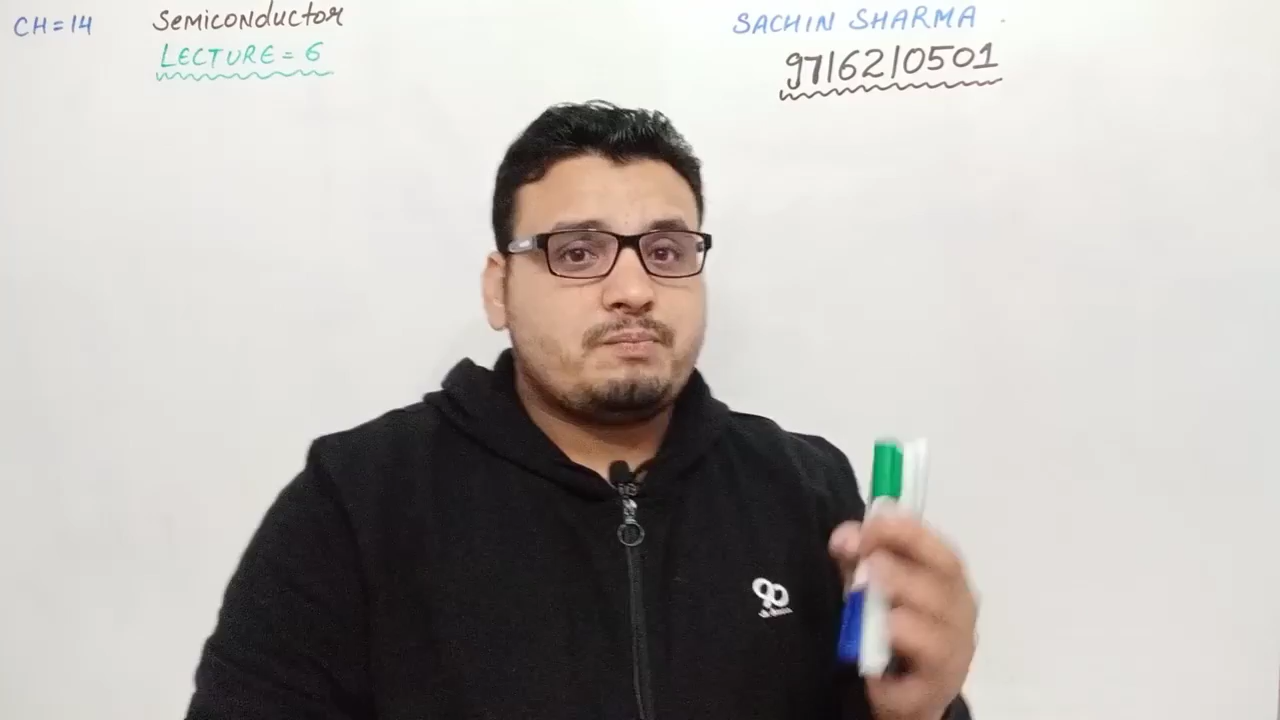 CH = 14
Semiconductor
LECTURE = 6
SACHIN SHARMA
9716210501